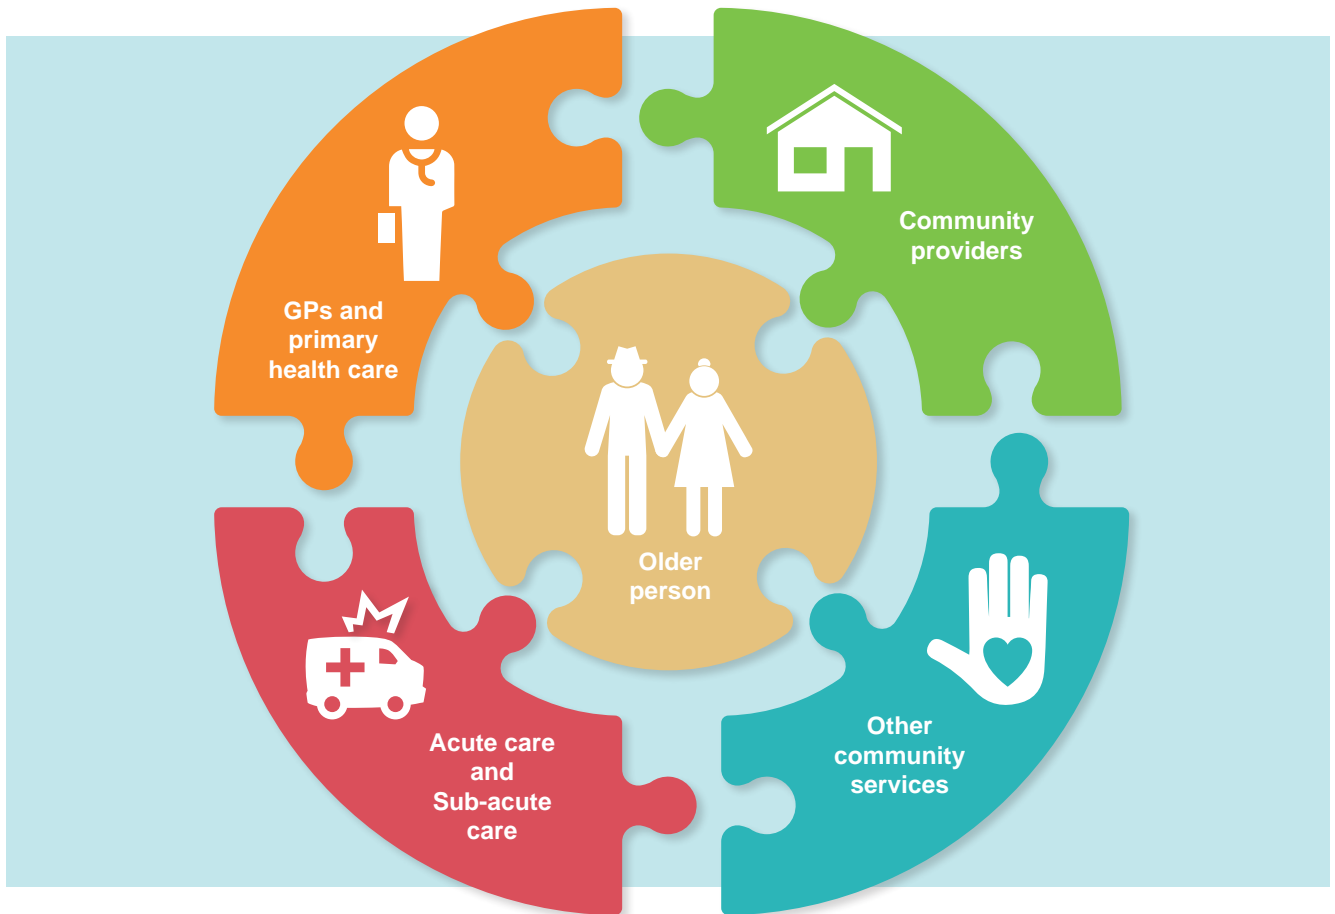 GPs and
primary
health care
Community
providers
Older
person
Acute care
and
Sub-acute
care
Other
community
services